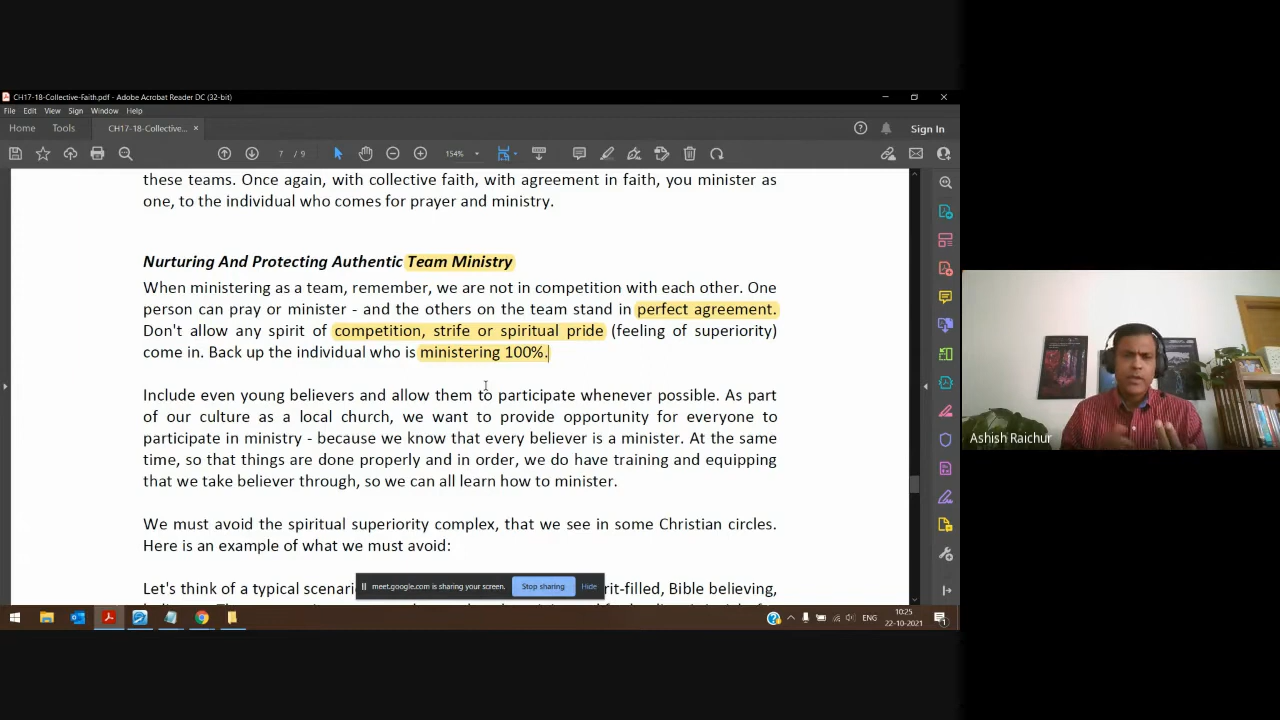 CH17-18-Collective-Faith.pdf - Adobe Acrobat Reader DC (32-bit)
File Edit View Sign Window Help
Home Tools CH17-18-Collective... × Sign In
7 / 9 154%
these teams. Once again, with collective faith, with agreement in faith, you minister as
one, to the individual who comes for prayer and ministry.
Nurturing And Protecting Authentic Team Ministry
When ministering as a team, remember, we are not in competition with each other. One
person can pray or minister - and the others on the team stand in perfect agreement.
Don't allow any spirit of competition, strife or spiritual pride (feeling of superiority)
come in. Back up the individual who is ministering 100%.
Include even young believers and allow them to participate whenever possible. As part
of our culture as a local church, we want to provide opportunity for everyone to
participate in ministry - because we know that every believer is a minister. At the same
time, so that things are done properly and in order, we do have training and equipping
that we take believer through, so we can all learn how to minister.
We must avoid the spiritual superiority complex, that we see in some Christian circles.
Here is an example of what we must avoid:
Let's think of a typical scenari rit-filled, Bible believing,
meet.google.com is sharing your screen. Stop sharing Hide
ENG
10:25
22-10-2021
Ashish Raichur